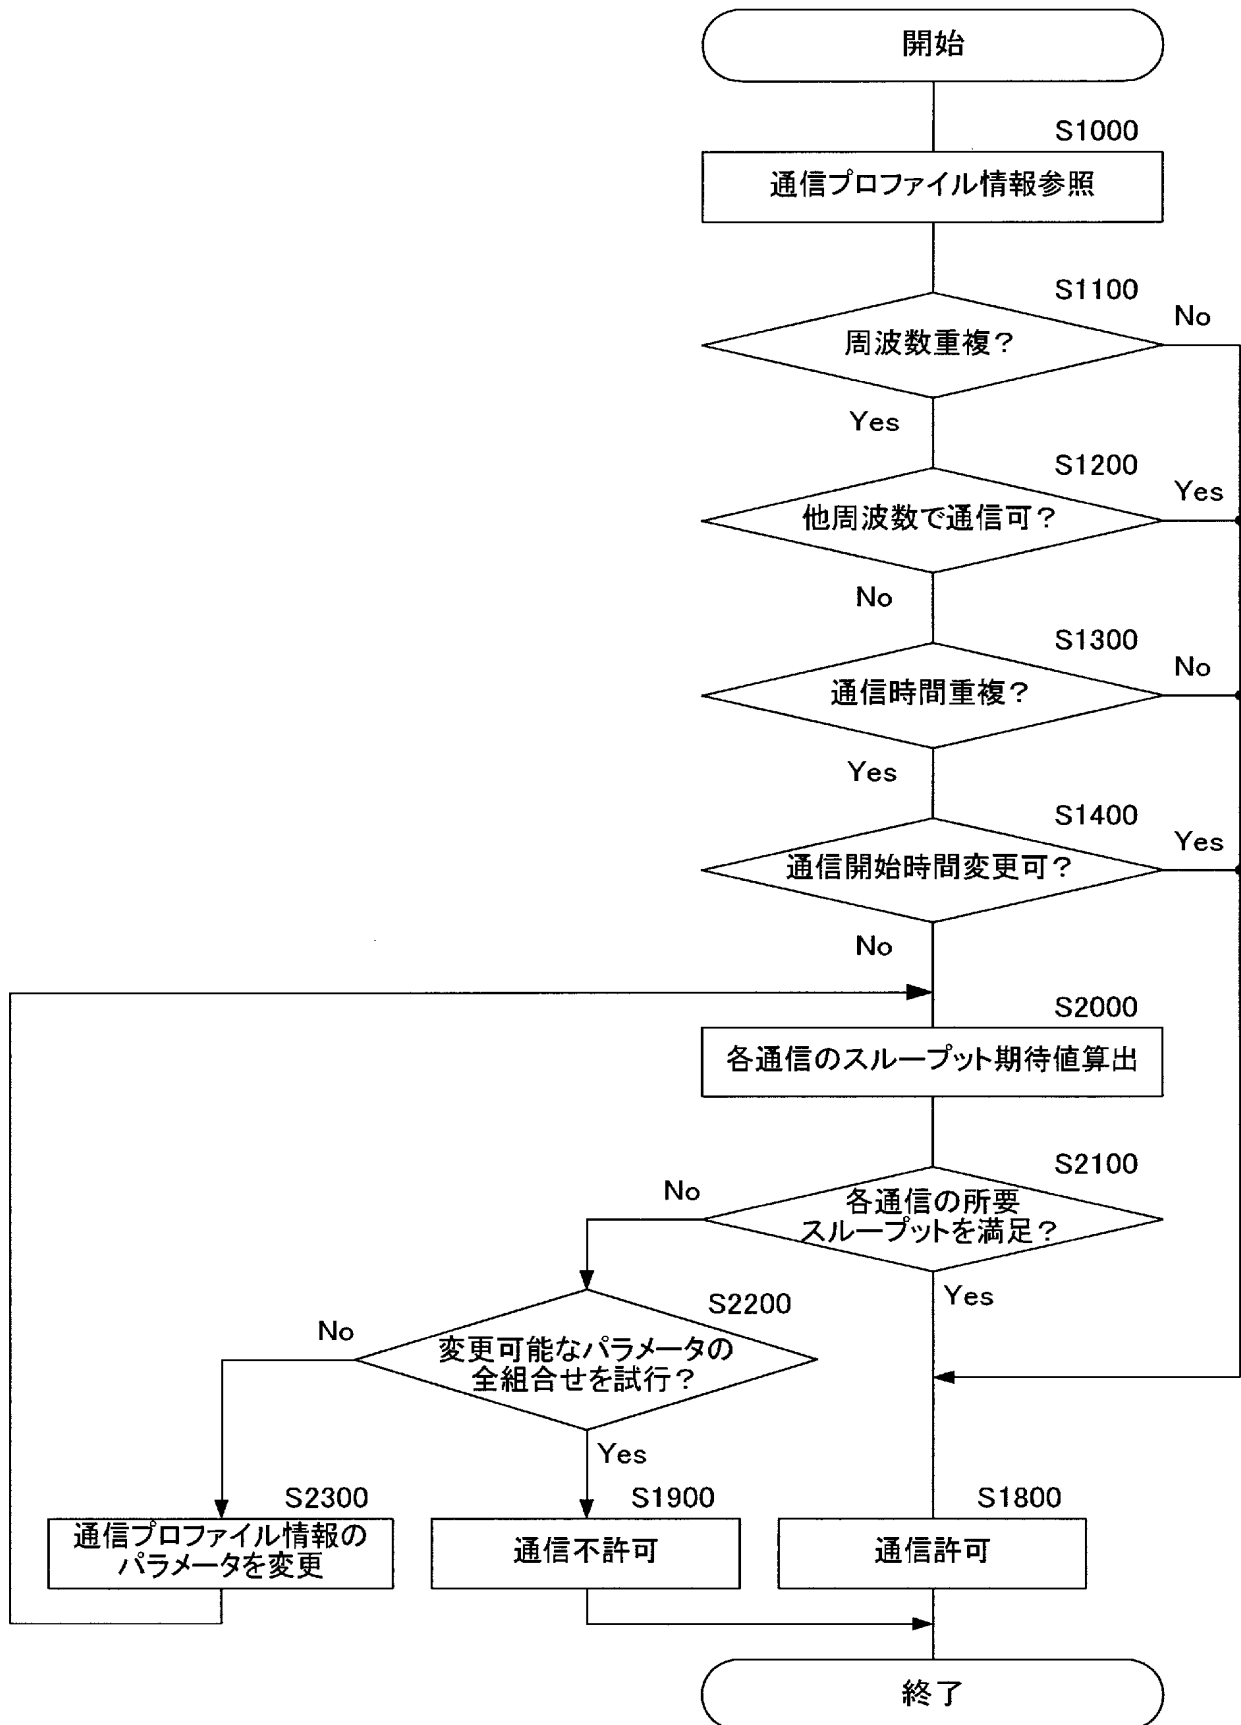 開始
S1000
通信プロファイル情報参照
S1100
No
周波数重複？
Yes
S1200
Yes
他周波数で通信可？
No
S1300
No
通信時間重複？
Yes
S1400
Yes
通信開始時間変更可？
No
S2000
各通信のスループット期待値算出
S2100
No
各通信の所要
スループットを満足？
Yes
S2200
No
変更可能なパラメータの
全組合せを試行？
Yes
S2300
通信プロファイル情報の
パラメータを変更
S1900
通信不許可
S1800
通信許可
終了